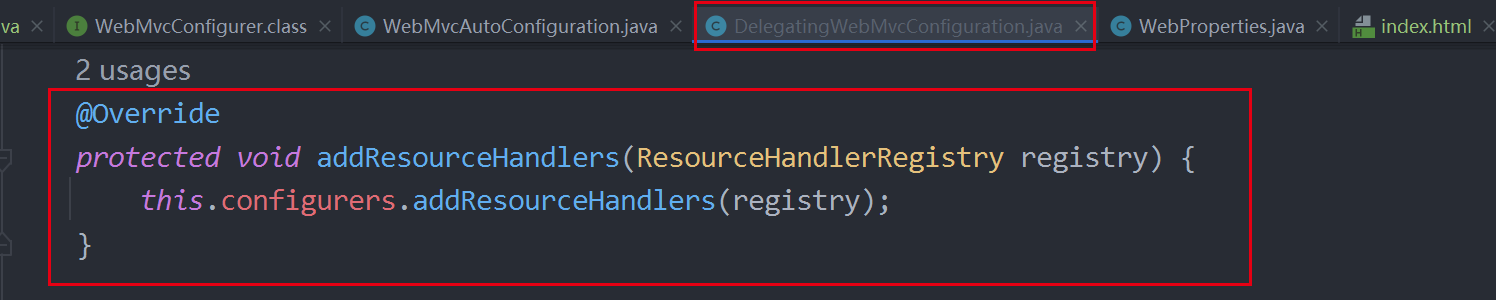 va WebMvcConfigurer.class WebMvcAutoConfiguration.java DelegatingWebMvcConfiguration.java WebProperties.java index.html
2 usages
@Override
protected void addResourceHandlers(ResourceHandlerRegistry registry) {
this.configurers.addResourceHandlers(registry);
}